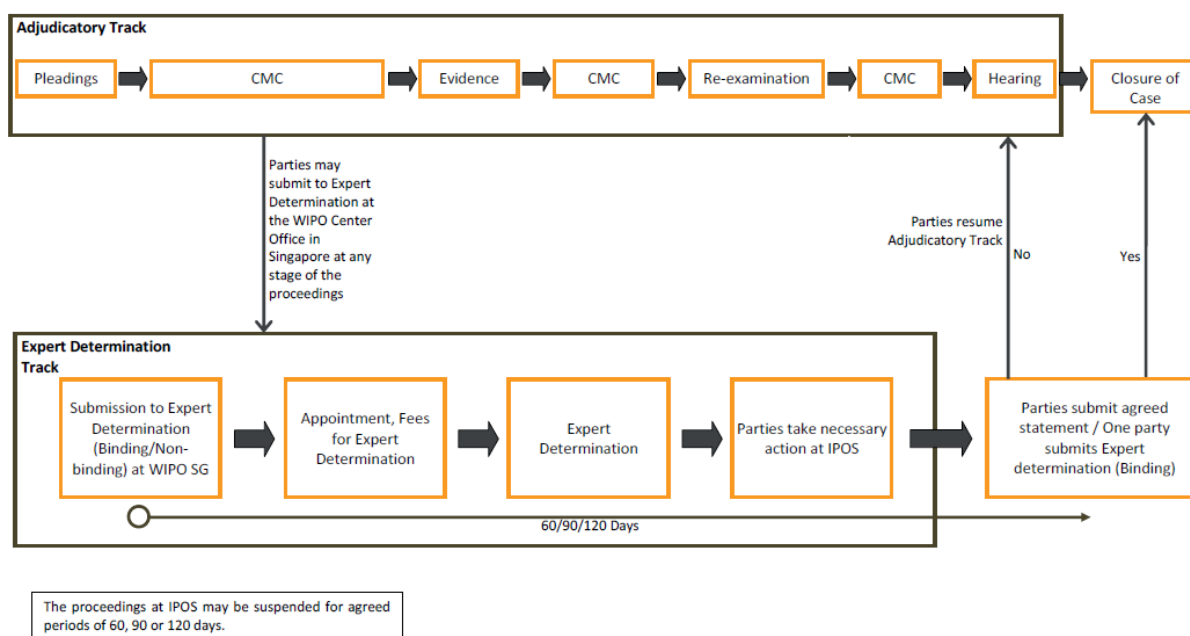 Adjudicatory Track
Pleadings
CMC
Evidence
CMC
Re-examination
CMC
Hearing
Closure of
Case
Parties may
submit to Expert
Determination at
the WIPO Center
Office in
Singapore at any
stage of the
proceedings
Parties resume
Adjudicatory Track
No
Yes
Expert Determination
Track
Submission to Expert
Determination
(Binding/Non-
binding) at WIPO SG
Appointment, Fees
for Expert
Determination
Expert
Determination
Parties take necessary
action at IPOS
Parties submit agreed
statement / One party
submits Expert
determination (Binding)
60/90/120 Days
The proceedings at IPOS may be suspended for agreed
periods of 60, 90 or 120 days.